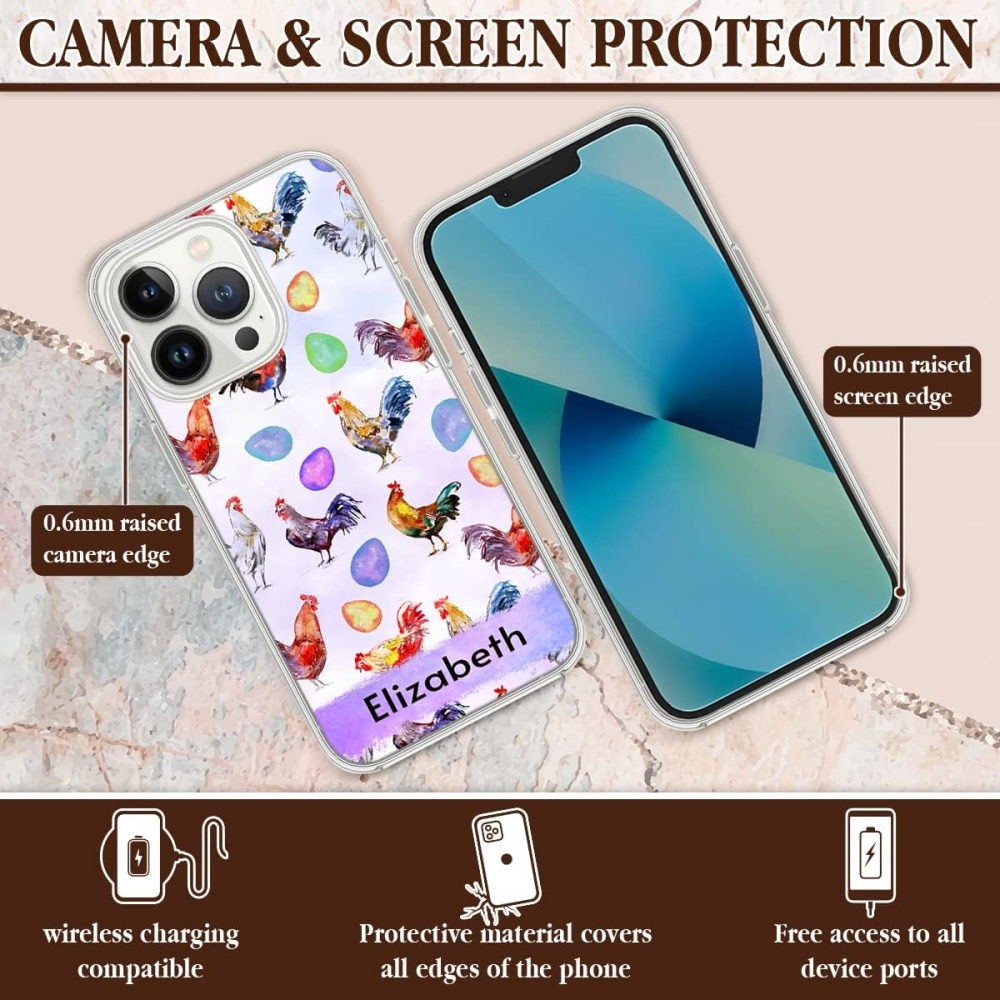 CAMERA & SCREEN PROTECTION
0.6mm raised
screen edge
0.6mm raised
camera edge
Elizabeth
wireless charging
compatible
Protective material covers
all edges of the phone
Free access to all
device ports